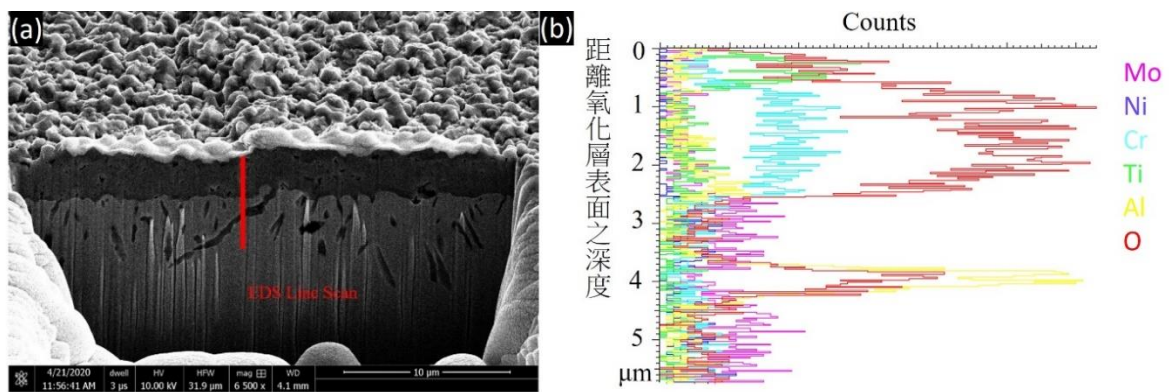 (a)
EDS Line Scan
4/21/2020 dwell HV HFW mag WD
11:56:41 AM 3 µs 10.00 kV 31.9 µm 6 500 x 4.1 mm 10 µm
(b)
Counts
距離氧化層表面之深度
0
1
2
3
4
5
µm
Mo
Ni
Cr
Ti
Al
O